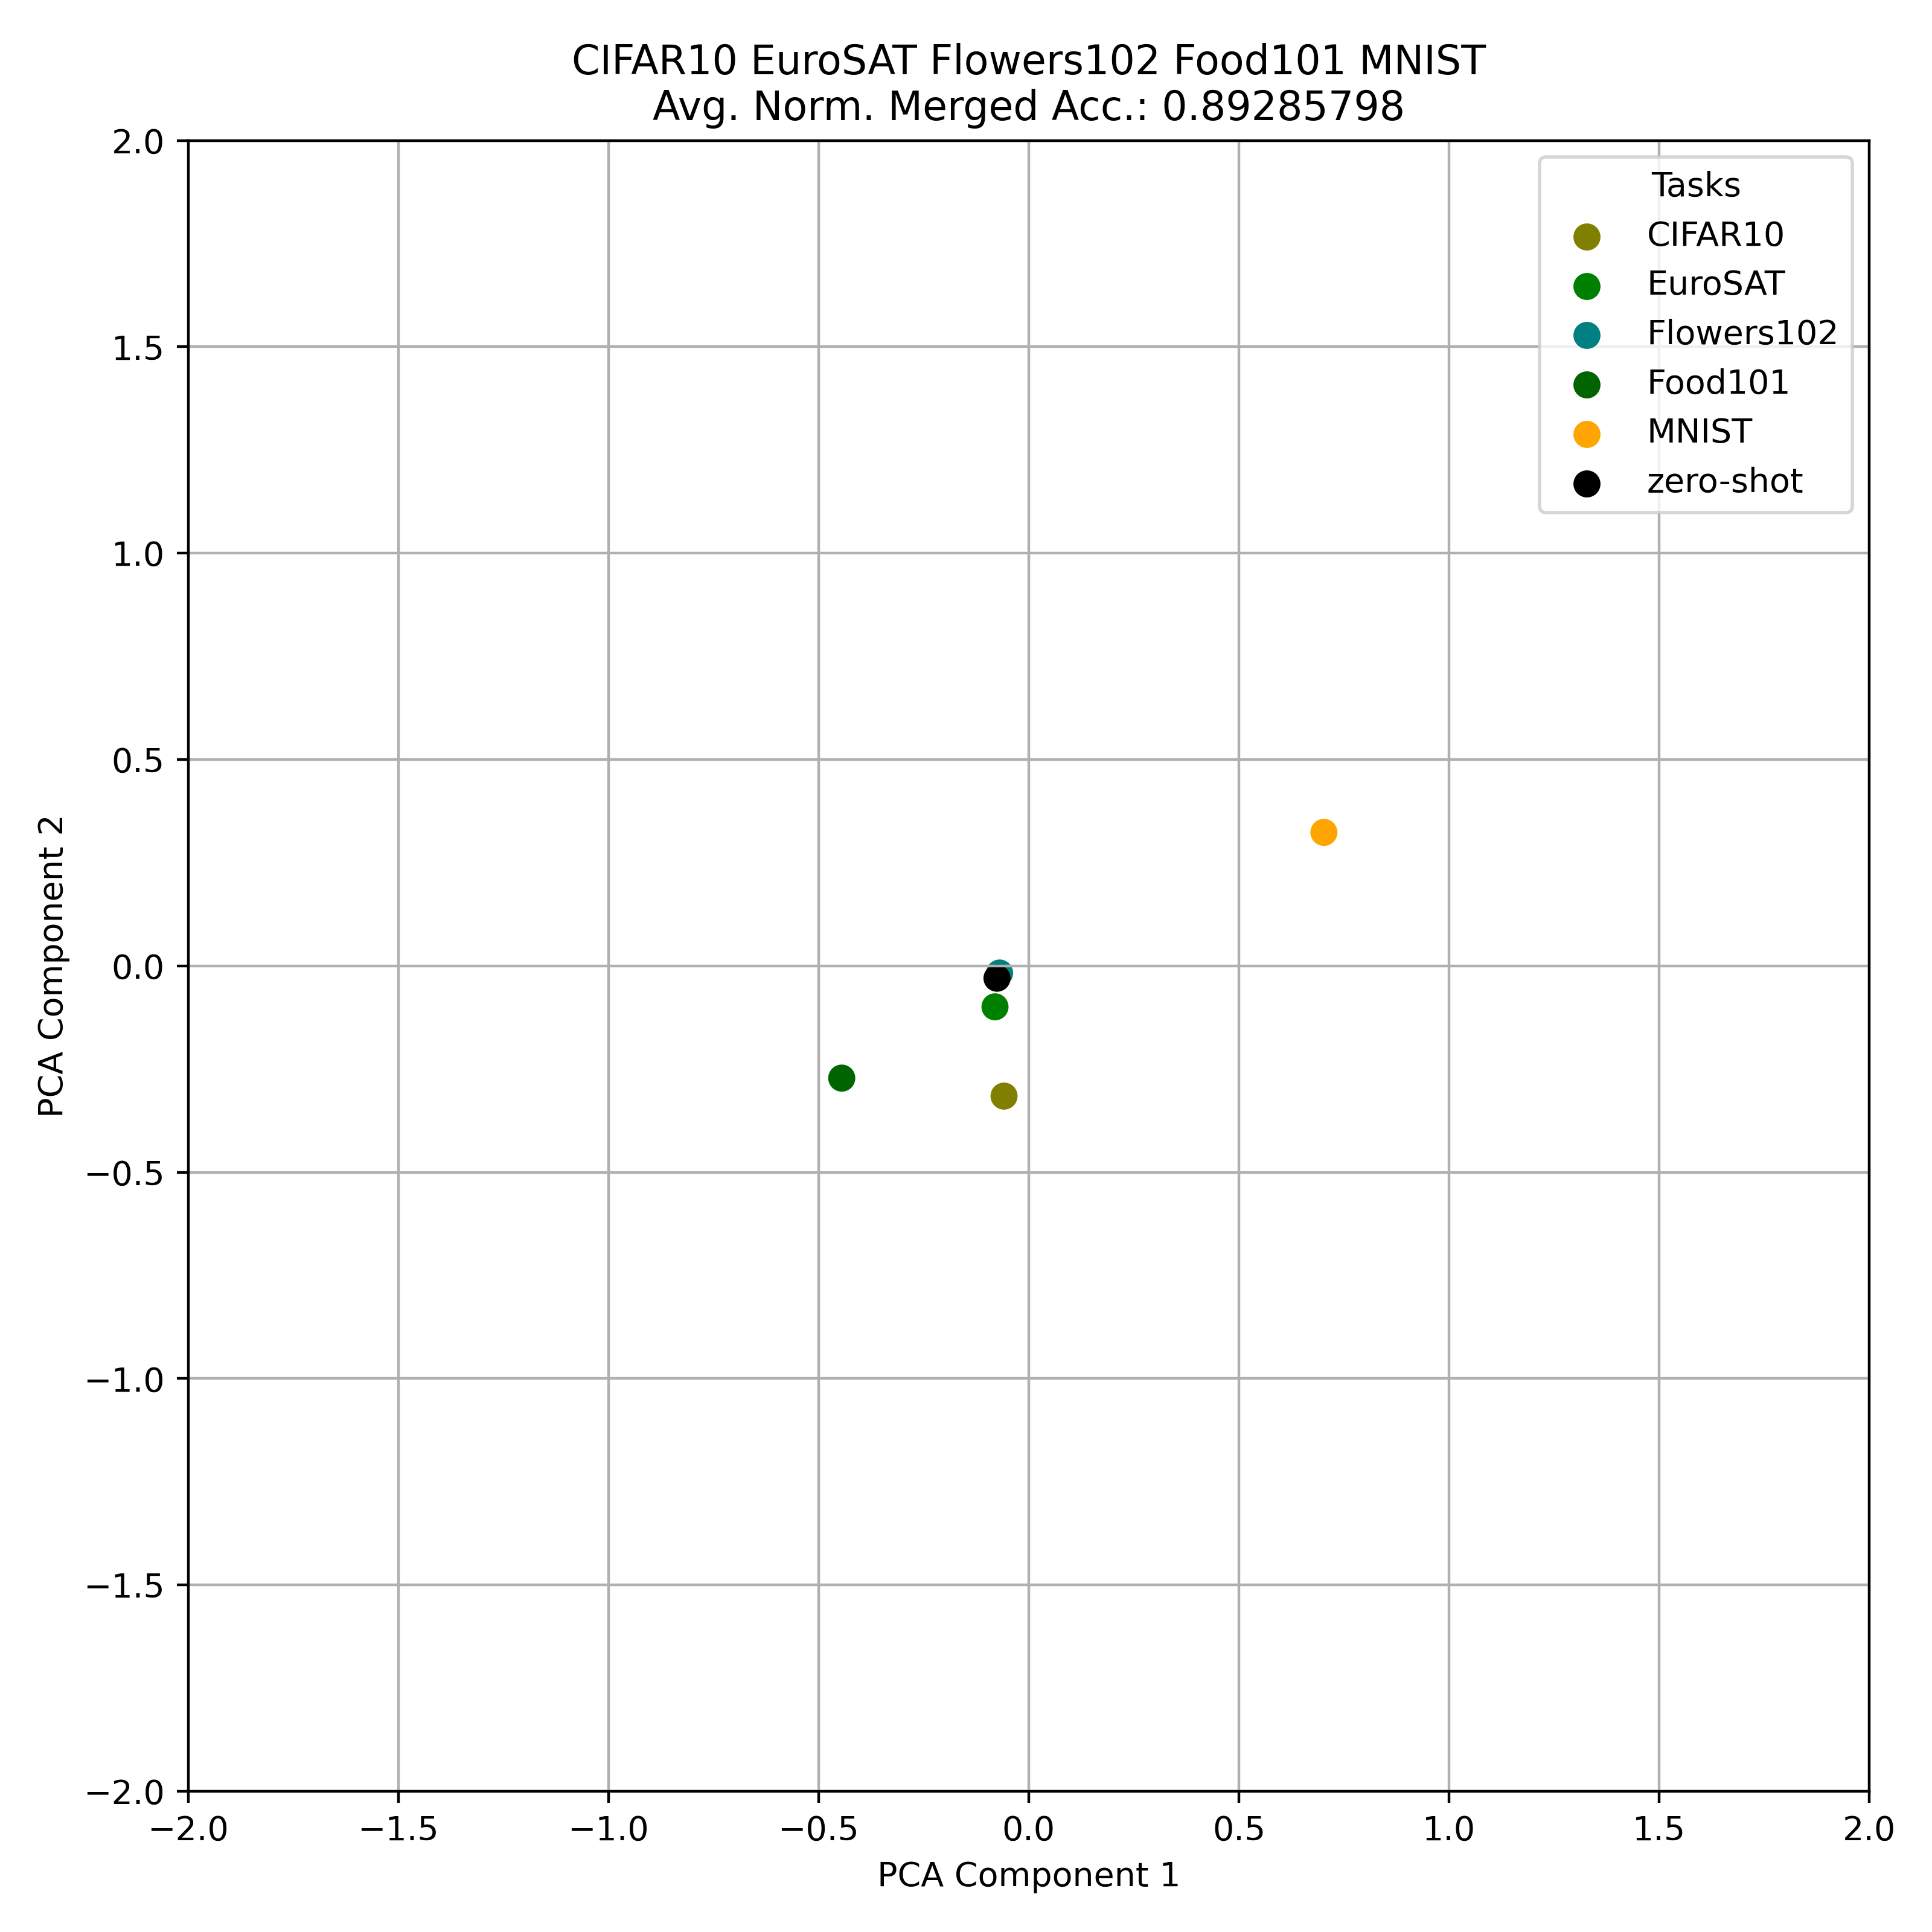 CIFAR10 EuroSAT Flowers102 Food101 MNIST
Avg. Norm. Merged Acc.: 0.89285798
Tasks
CIFAR10
EuroSAT
Flowers102
Food101
MNIST
zero-shot
PCA Component 2
2.0
1.5
1.0
0.5
0.0
−0.5
−1.0
−1.5
−2.0
−2.0 −1.5 −1.0 −0.5 0.0 0.5 1.0 1.5 2.0
PCA Component 1